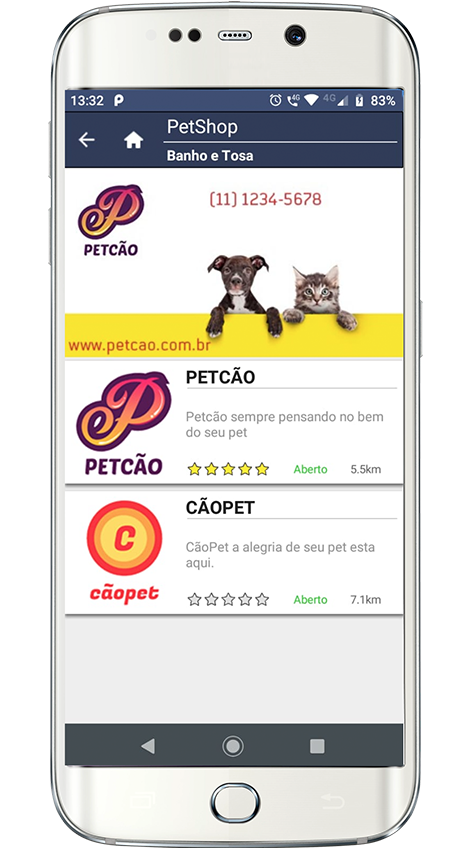 13:32 P 4G 4G 83%
PetShop
Banho e Tosa
P
PETCÃO
(11) 1234-5678
www.petcao.com.br
P
PETCÃO
PETCÃO
Petcão sempre pensando no bem
do seu pet
Aberto 5.5km
C
cãopet
CÃOPET
CãoPet a alegria de seu pet esta
aqui.
Aberto 7.1km